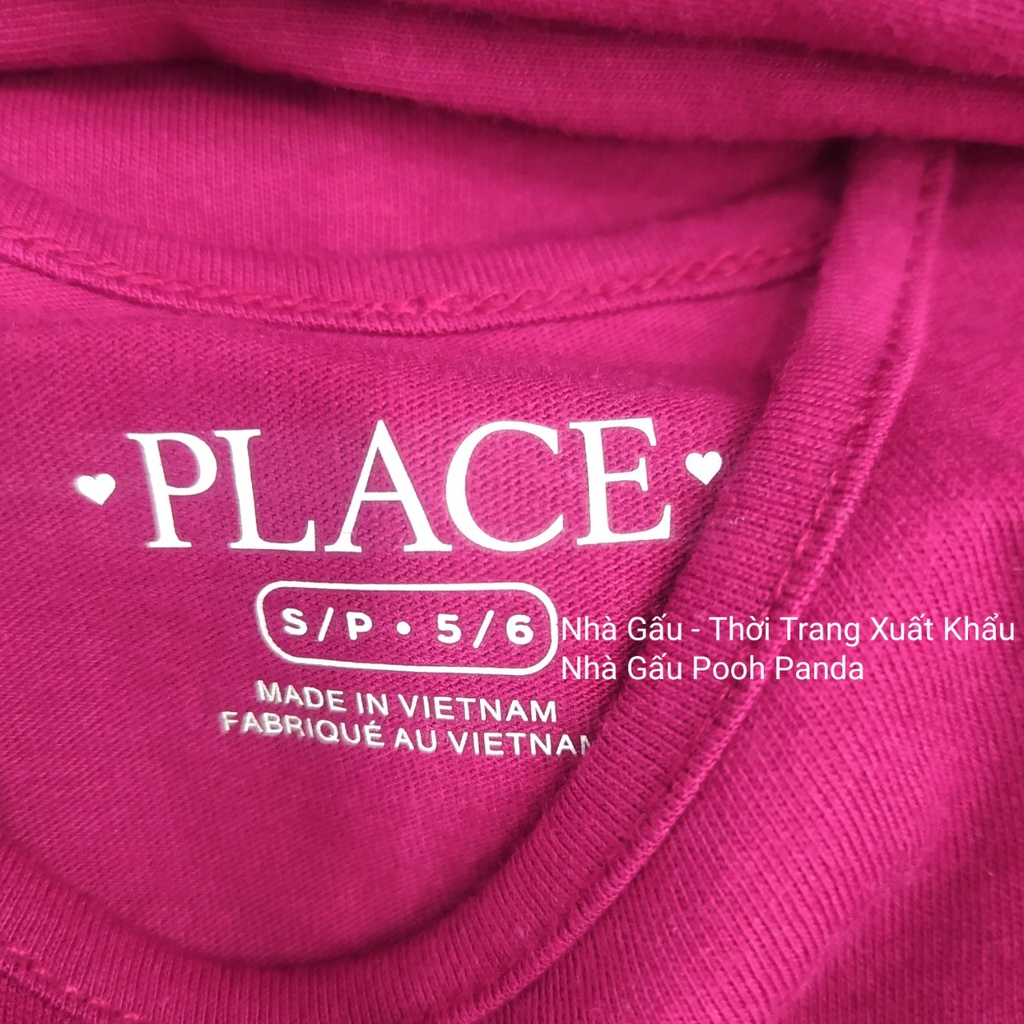 PLACE
S/P • 5/6
Nhà Gấu - Thời Trang Xuất Khẩu
Nhà Gấu Pooh Panda
MADE IN VIETNAM
FABRIQUÉ AU VIETNAM